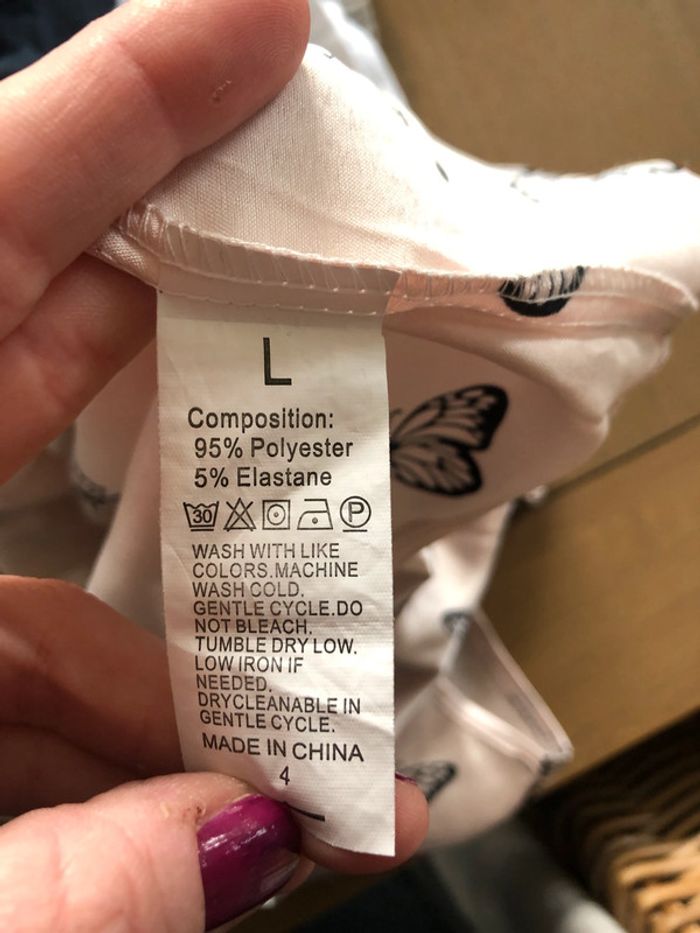 L
Composition:
95% Polyester
5% Elastane
30 P
WASH WITH LIKE
COLORS.MACHINE
WASH COLD.
GENTLE CYCLE.DO
NOT BLEACH.
TUMBLE DRY LOW.
LOW IRON IF
NEEDED.
DRYCLEANABLE IN
GENTLE CYCLE.
MADE IN CHINA
4